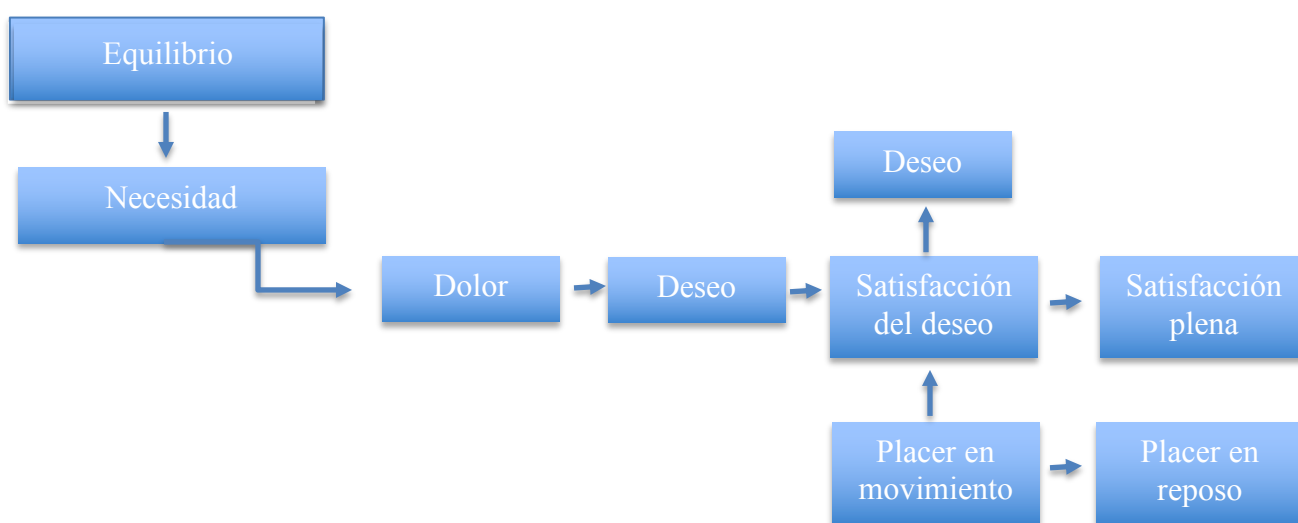 Equilibrio
Deseo
Necesidad
Dolor
Deseo
Satisfacción
del deseo
Satisfacción
plena
Placer en
movimiento
Placer en
reposo